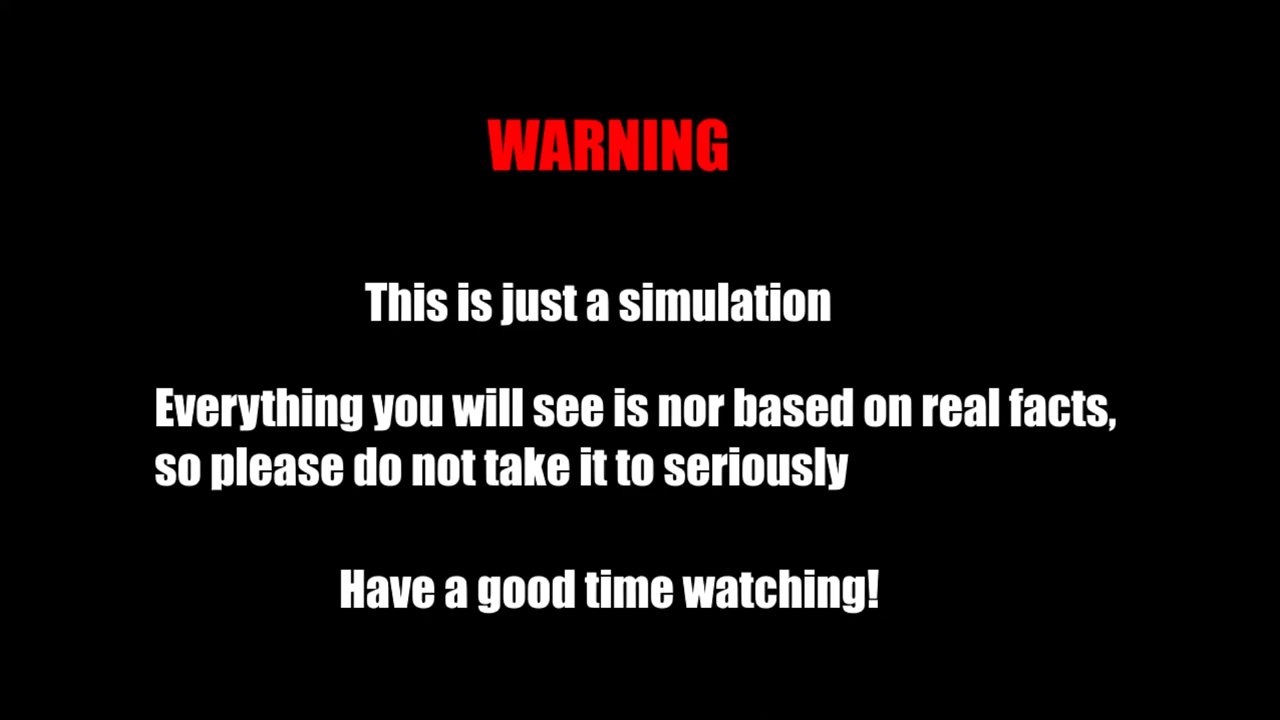 WARNING
This is just a simulation
Everything you will see is nor based on real facts,
so please do not take it to seriously
Have a good time watching!